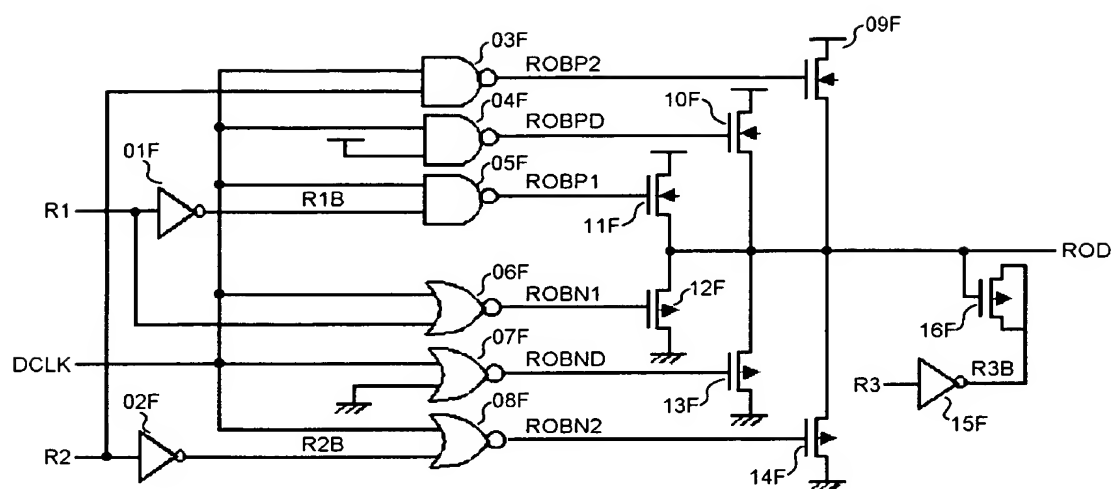 03F
09F
ROBP2
04F
10F
ROBPD
01F
05F
R1B
ROBP1
R1
11F
ROD
06F
12F
ROBN1
16F
07F
DCLK
ROBND
R3
R3B
02F
08F
13F
15F
R2B
ROBN2
R2
14F